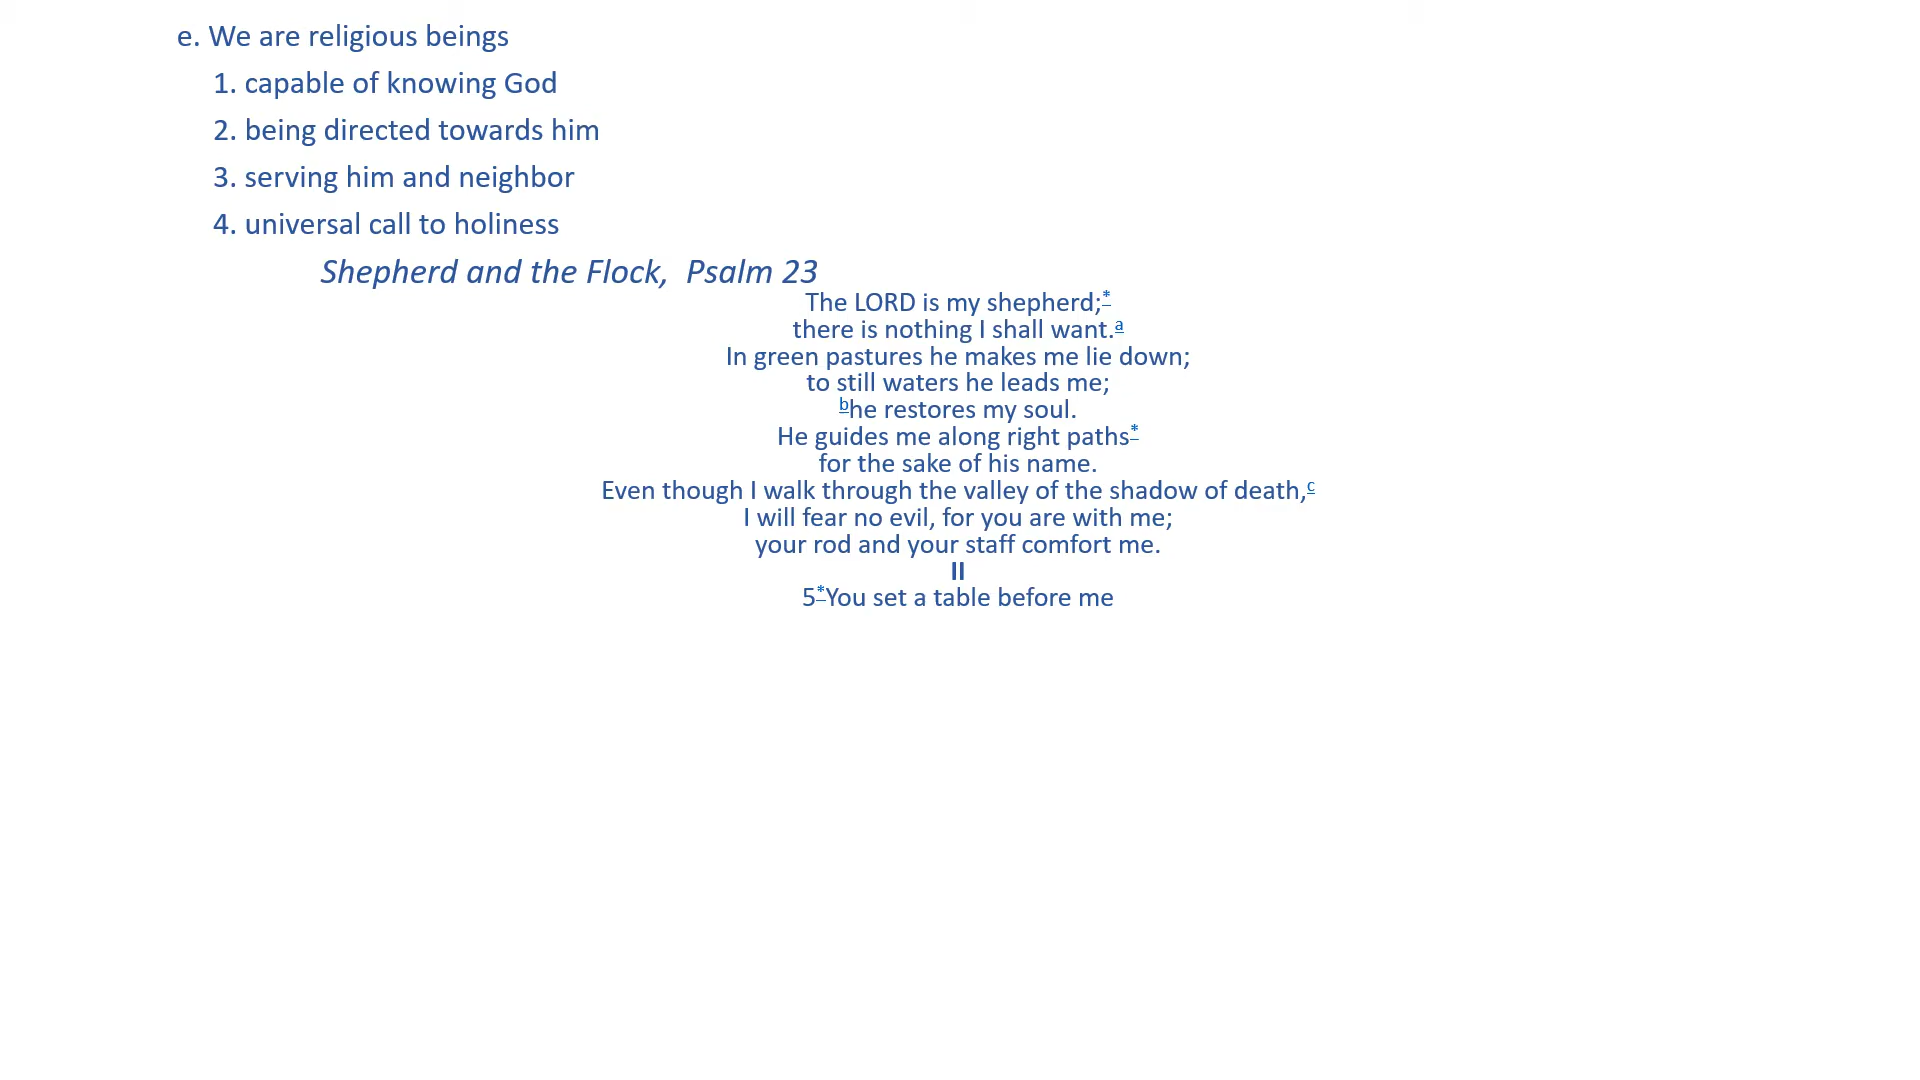 e. We are religious beings
1. capable of knowing God
2. being directed towards him
3. serving him and neighbor
4. universal call to holiness
Shepherd and the Flock,  Psalm 23
The LORD is my shepherd;*
there is nothing I shall want.a
In green pastures he makes me lie down;
to still waters he leads me;
bhe restores my soul.
He guides me along right paths*
for the sake of his name.
Even though I walk through the valley of the shadow of death,c
I will fear no evil, for you are with me;
your rod and your staff comfort me.
II
5*You set a table before me